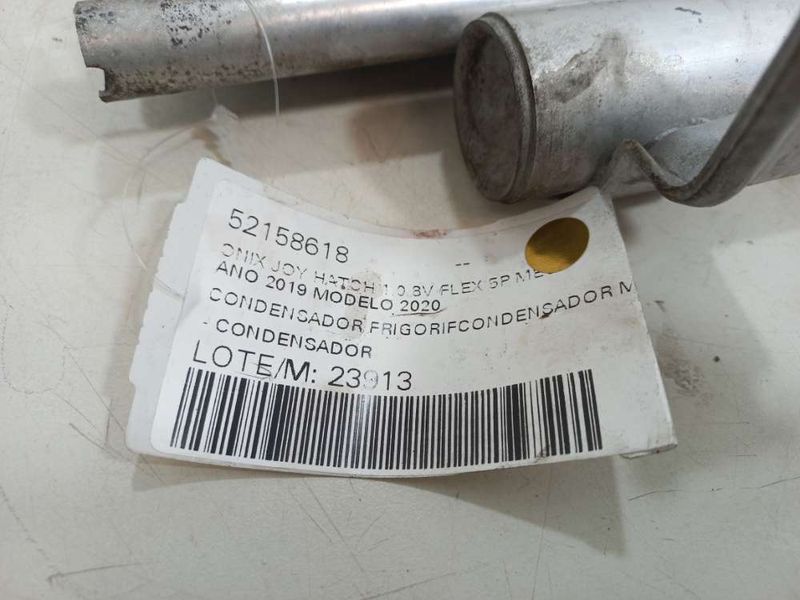 52158618
--
ONIX JOY HATCH 1.0 8V FLEX 5P
ANO 2019 MODELO 2020
CONDENSADOR FRIGORIFCONDENSADOR M
- CONDENSADOR
LOTE/M: 23913